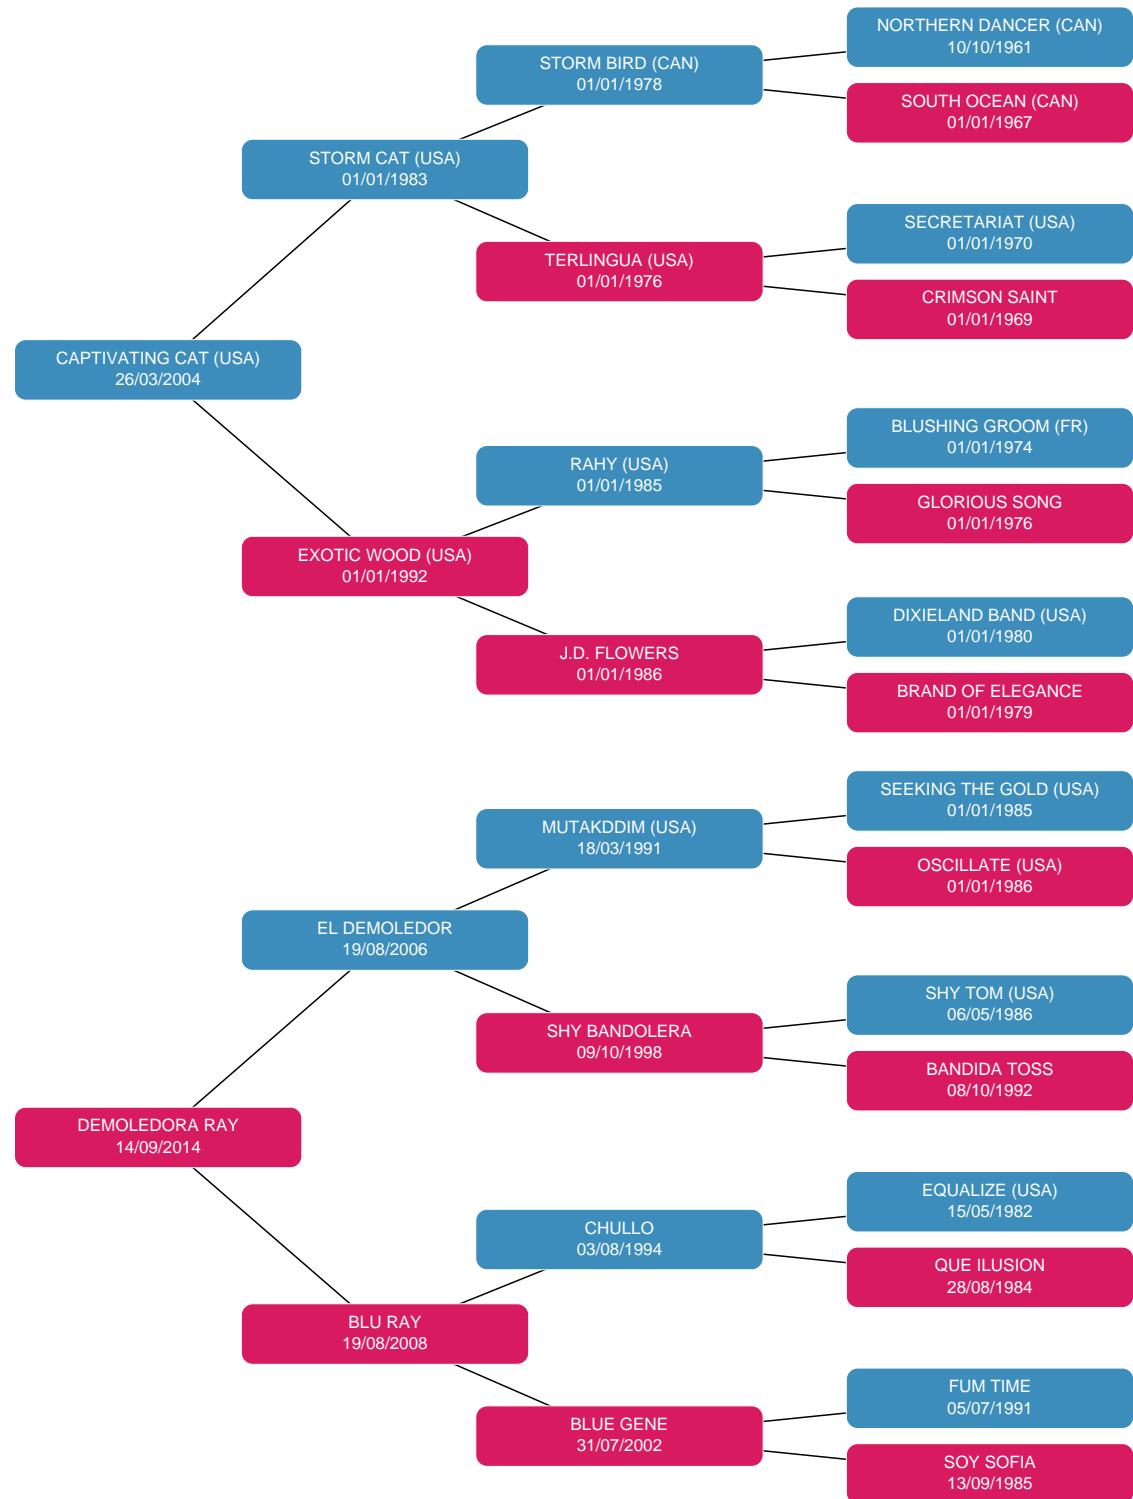 NORTHERN DANCER (CAN)
10/10/1961
STORM BIRD (CAN)
01/01/1978
SOUTH OCEAN (CAN)
01/01/1967
STORM CAT (USA)
01/01/1983
SECRETARIAT (USA)
01/01/1970
TERLINGUA (USA)
01/01/1976
CRIMSON SAINT
01/01/1969
CAPTIVATING CAT (USA)
26/03/2004
BLUSHING GROOM (FR)
01/01/1974
RAHY (USA)
01/01/1985
GLORIOUS SONG
01/01/1976
EXOTIC WOOD (USA)
01/01/1992
DIXIELAND BAND (USA)
01/01/1980
J.D. FLOWERS
01/01/1986
BRAND OF ELEGANCE
01/01/1979
SEEKING THE GOLD (USA)
01/01/1985
MUTAKDDIM (USA)
18/03/1991
OSCILLATE (USA)
01/01/1986
EL DEMOLEDOR
19/08/2006
SHY TOM (USA)
06/05/1986
SHY BANDOLERA
09/10/1998
BANDIDA TOSS
08/10/1992
DEMOLEDORA RAY
14/09/2014
EQUALIZE (USA)
15/05/1982
CHULLO
03/08/1994
QUE ILUSION
28/08/1984
BLU RAY
19/08/2008
FUM TIME
05/07/1991
BLUE GENE
31/07/2002
SOY SOFIA
13/09/1985